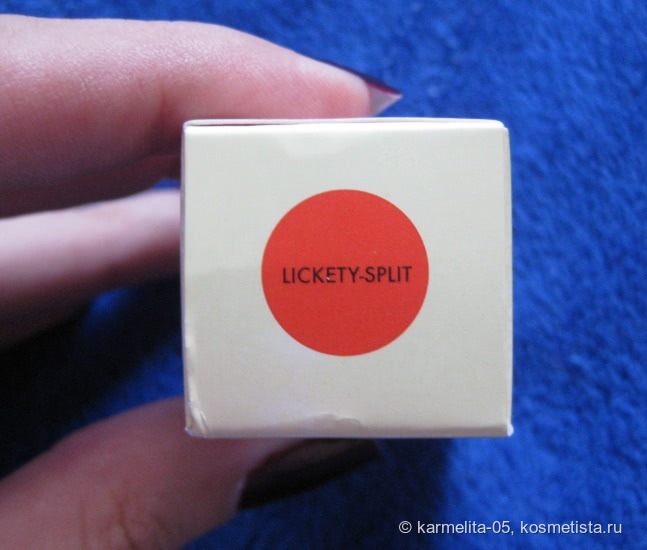 LICKETY-SPLIT
© karmelita-05, kosmetista.ru